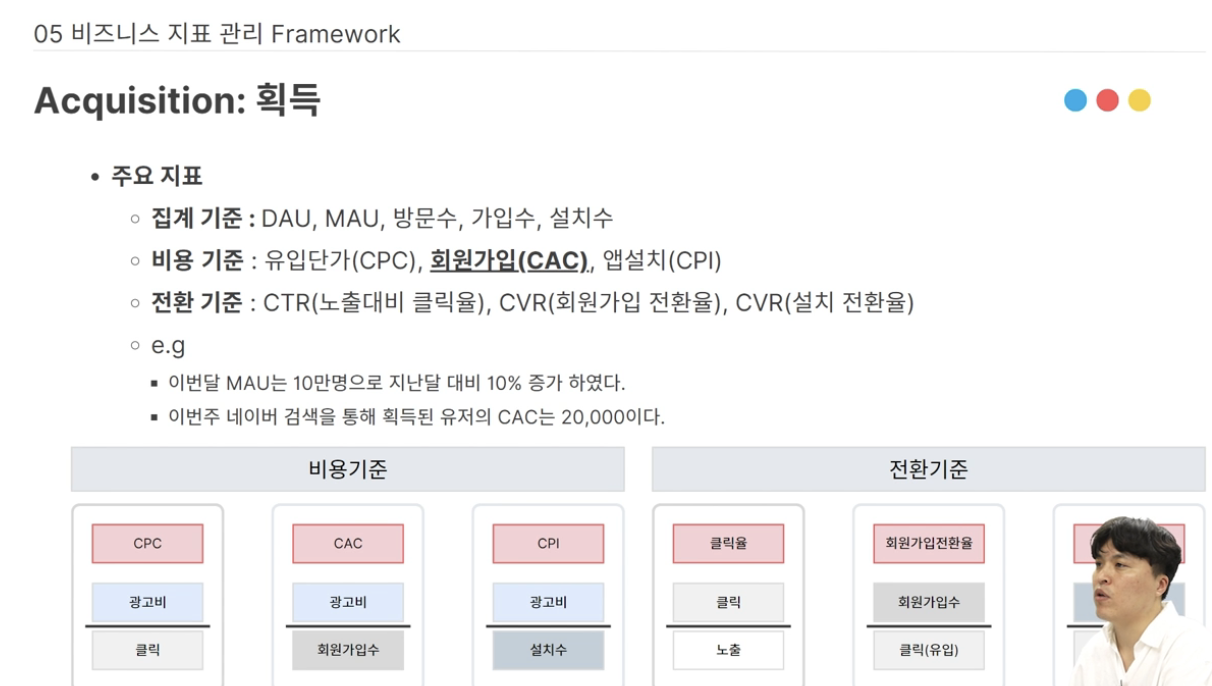 05 비즈니스 지표 관리 Framework
Acquisition: 획득
• 주요 지표
○ 집계 기준 : DAU, MAU, 방문수, 가입수, 설치수
○ 비용 기준 : 유입단가(CPC), 회원가입(CAC), 앱설치(CPI)
○ 전환 기준 : CTR(노출대비 클릭율), CVR(회원가입 전환율), CVR(설치 전환율)
○ e.g
▪ 이번달 MAU는 10만명으로 지난달 대비 10% 증가 하였다.
▪ 이번주 네이버 검색을 통해 획득된 유저의 CAC는 20,000이다.
비용기준
CPC
광고비
클릭
CAC
광고비
회원가입수
CPI
광고비
설치수
전환기준
클릭율
클릭
노출
회원가입전환율
회원가입수
클릭(유입)